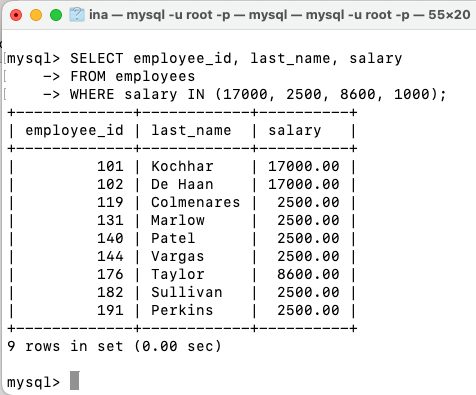 ina — mysql -u root -p — mysql — mysql -u root -p — 55×20
mysql> SELECT employee_id, last_name, salary
    -> FROM employees
    -> WHERE salary IN (17000, 2500, 8600, 1000);
+-------------+------------+----------+
| employee_id | last_name  | salary   |
+-------------+------------+----------+
|         101 | Kochhar    | 17000.00 |
|         102 | De Haan    | 17000.00 |
|         119 | Colmenares |  2500.00 |
|         131 | Marlow     |  2500.00 |
|         140 | Patel      |  2500.00 |
|         144 | Vargas     |  2500.00 |
|         176 | Taylor     |  8600.00 |
|         182 | Sullivan   |  2500.00 |
|         191 | Perkins    |  2500.00 |
+-------------+------------+----------+
9 rows in set (0.00 sec)
mysql>